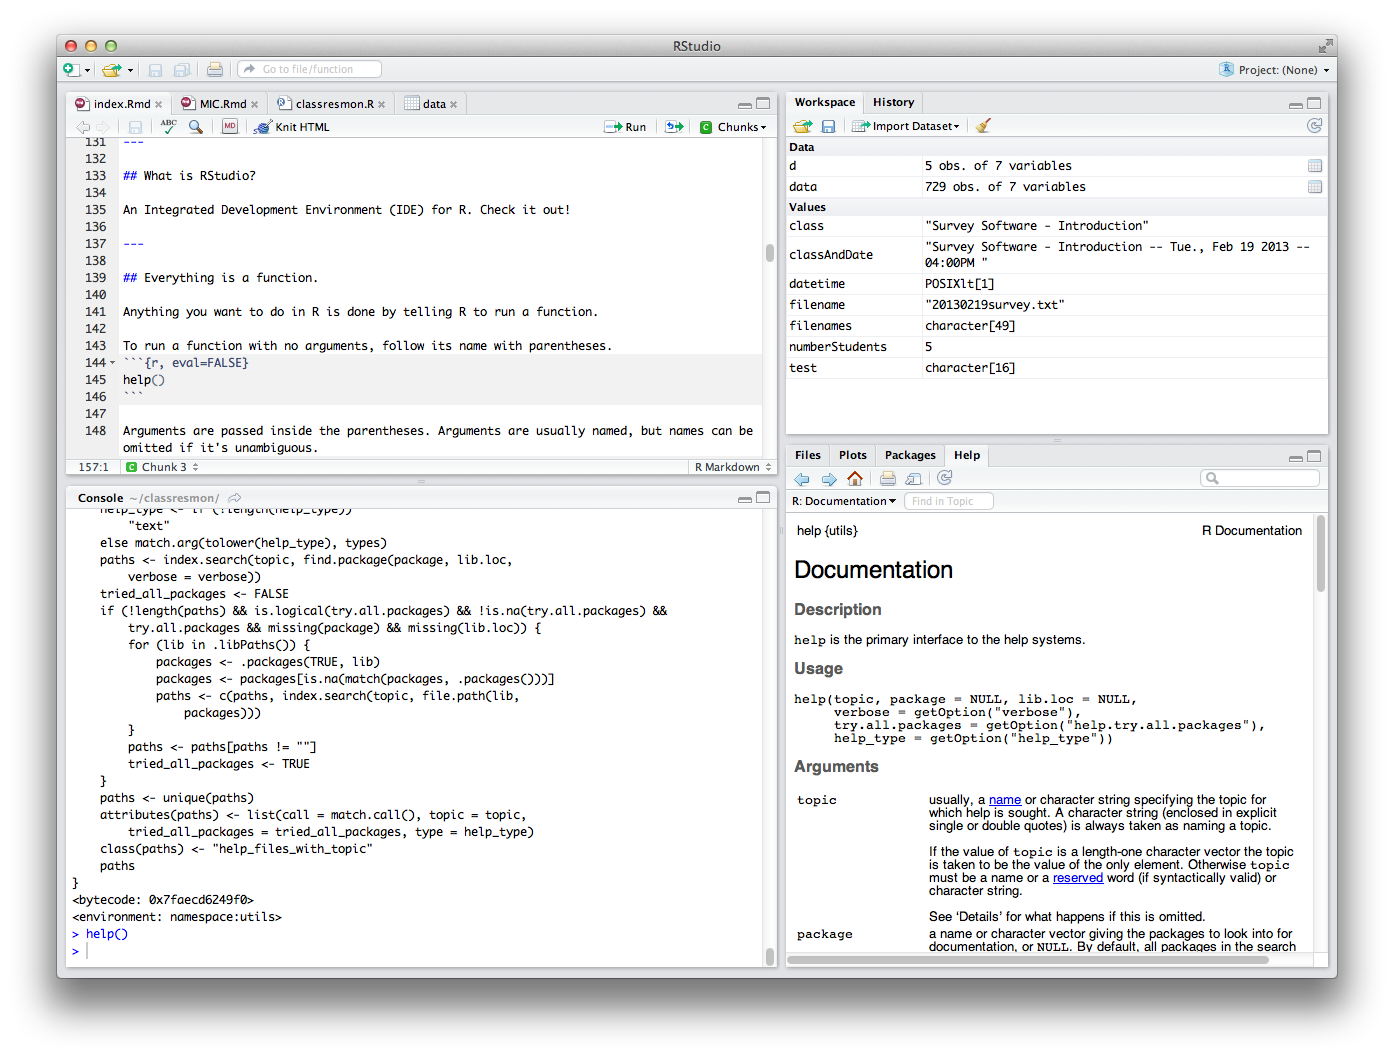 RStudio
Go to file/function
Project: (None)
index.Rmd
MIC.Rmd
classresmon.R
data
ABC
MD
Knit HTML
Run
Chunks
131 ---
132
133 ## What is RStudio?
134
135 An Integrated Development Environment (IDE) for R. Check it out!
136
137 ---
138
139 ## Everything is a function.
140
141 Anything you want to do in R is done by telling R to run a function.
142
143 To run a function with no arguments, follow its name with parentheses.
144 ```{r, eval=FALSE}
145 help()
146 ```
147
148 Arguments are passed inside the parentheses. Arguments are usually named, but names can be
omitted if it's unambiguous.
157:1 C Chunk 3 R Markdown
Console ~/classresmon/
help_type <- if (!length(help_type))
"text"
else match.arg(tolower(help_type), types)
paths <- index.search(topic, find.package(package, lib.loc,
verbose = verbose))
tried_all_packages <- FALSE
if (!length(paths) && is.logical(try.all.packages) && !is.na(try.all.packages) &&
try.all.packages && missing(package) && missing(lib.loc)) {
for (lib in .libPaths()) {
packages <- .packages(TRUE, lib)
packages <- packages[is.na(match(packages, .packages()))]
paths <- c(paths, index.search(topic, file.path(lib,
packages)))
}
paths <- paths[paths != ""]
tried_all_packages <- TRUE
}
paths <- unique(paths)
attributes(paths) <- list(call = match.call(), topic = topic,
tried_all_packages = tried_all_packages, type = help_type)
class(paths) <- "help_files_with_topic"
paths
}
<bytecode: 0x7faecd6249f0>
<environment: namespace:utils>
> help()
>
Workspace History
Import Dataset
Data
d 5 obs. of 7 variables
data 729 obs. of 7 variables
Values
class "Survey Software - Introduction"
classAndDate "Survey Software - Introduction -- Tue., Feb 19 2013 --
04:00PM "
datetime POSIXlt[1]
filename "20130219survey.txt"
filenames character[49]
numberStudents 5
test character[16]
Files Plots Packages Help
R: Documentation Find in Topic
help {utils} R Documentation
Documentation
Description
help is the primary interface to the help systems.
Usage
help(topic, package = NULL, lib.loc = NULL,
verbose = getOption("verbose"),
try.all.packages = getOption("help.try.all.packages"),
help_type = getOption("help_type"))
Arguments
topic usually, a name or character string specifying the topic for
which help is sought. A character string (enclosed in explicit
single or double quotes) is always taken as naming a topic.
If the value of topic is a length-one character vector the topic
is taken to be the value of the only element. Otherwise topic
must be a name or a reserved word (if syntactically valid) or
character string.
See ‘Details’ for what happens if this is omitted.
package a name or character vector giving the packages to look into for
documentation, or NULL. By default, all packages in the search